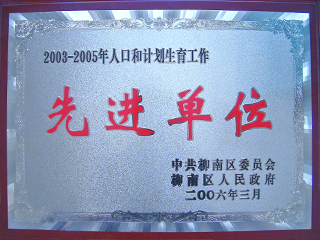 2003-2005年人口和计划生育工作
先进单位
中共柳南区委员会
柳南区人民政府
二00六年三月